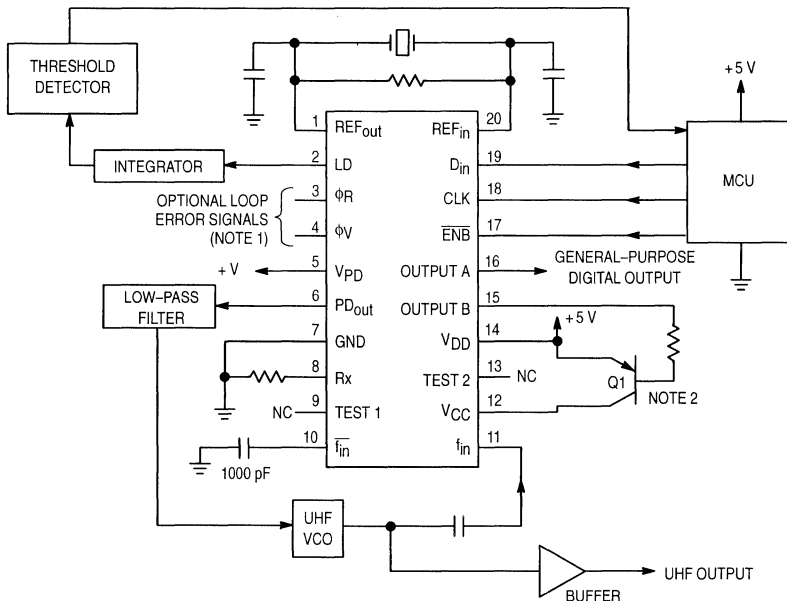 THRESHOLD
DETECTOR
+5 V
1
REFout
REFin
20
INTEGRATOR
2
LD
Din
19
MCU
OPTIONAL LOOP
ERROR SIGNALS
(NOTE 1)
3
ϕR
CLK
18
4
ϕV
ENB
17
+ V
5
VPD
OUTPUT A
16
GENERAL–PURPOSE
DIGITAL OUTPUT
LOW–PASS
FILTER
6
PDout
OUTPUT B
15
7
GND
VDD
14
+5 V
8
Rx
TEST 2
13
NC
Q1
NOTE 2
NC
9
TEST 1
VCC
12
10
fin
fin
11
1000 pF
UHF
VCO
BUFFER
UHF OUTPUT